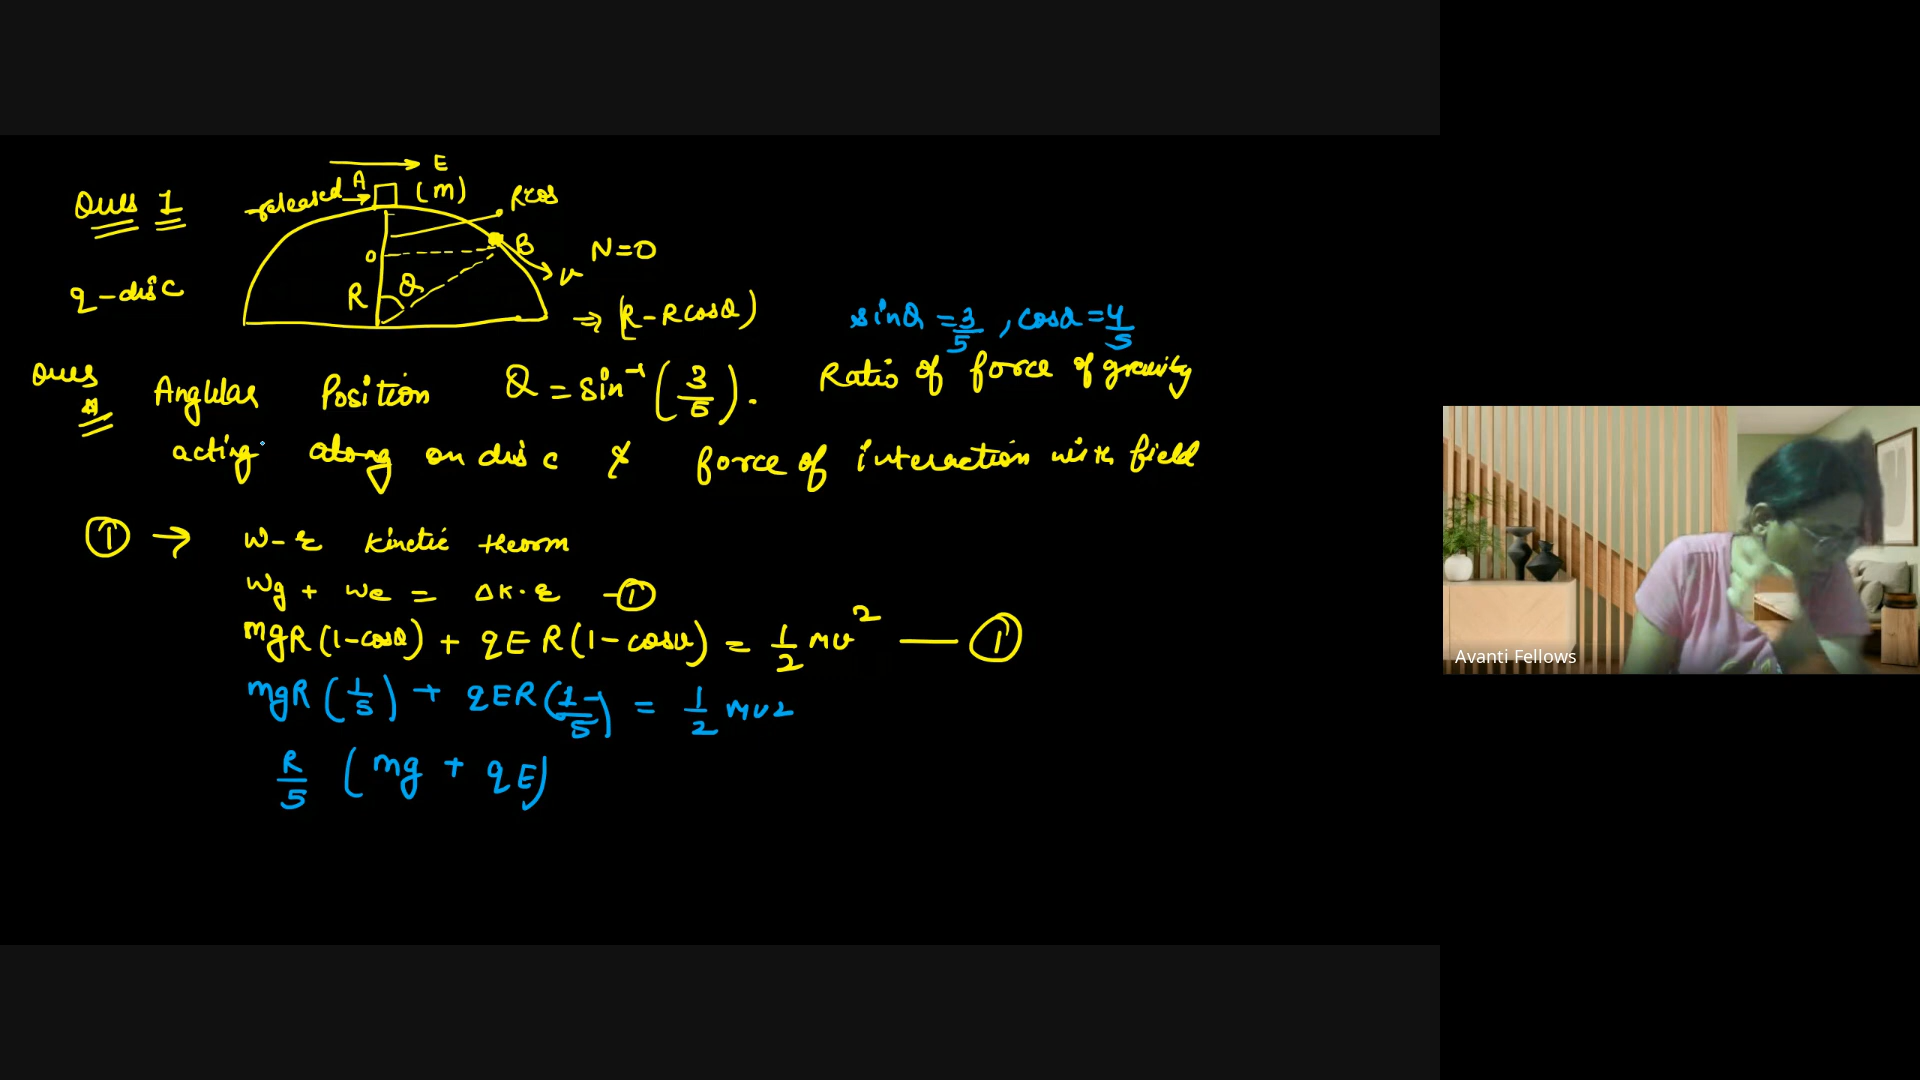 E
released A (m) Rcos
Ques 1
O B N=0
v
q-disc
R θ
⇒ (R-Rcosθ)
sinθ = 3/5 , cosθ = 4/5
Ques
Angular Position θ = sin⁻¹ (3/5). Ratio of force of gravity
acting along on disc & force of interaction with field
① → W-E kinetic theorm
Wg + We = ΔK.E -①
mgR(1-cosθ) + qER(1-cosθ) = 1/2 mv² — ①
mgR (1/5) + qER (1/5) = 1/2 mv2
R/5 (mg + qE)
Avanti Fellows